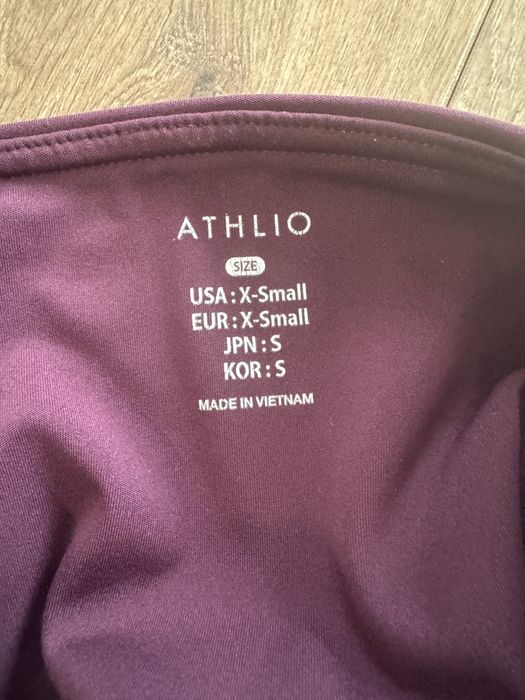 ATHLIO
SIZE
USA : X-Small
EUR : X-Small
JPN : S
KOR : S
MADE IN VIETNAM